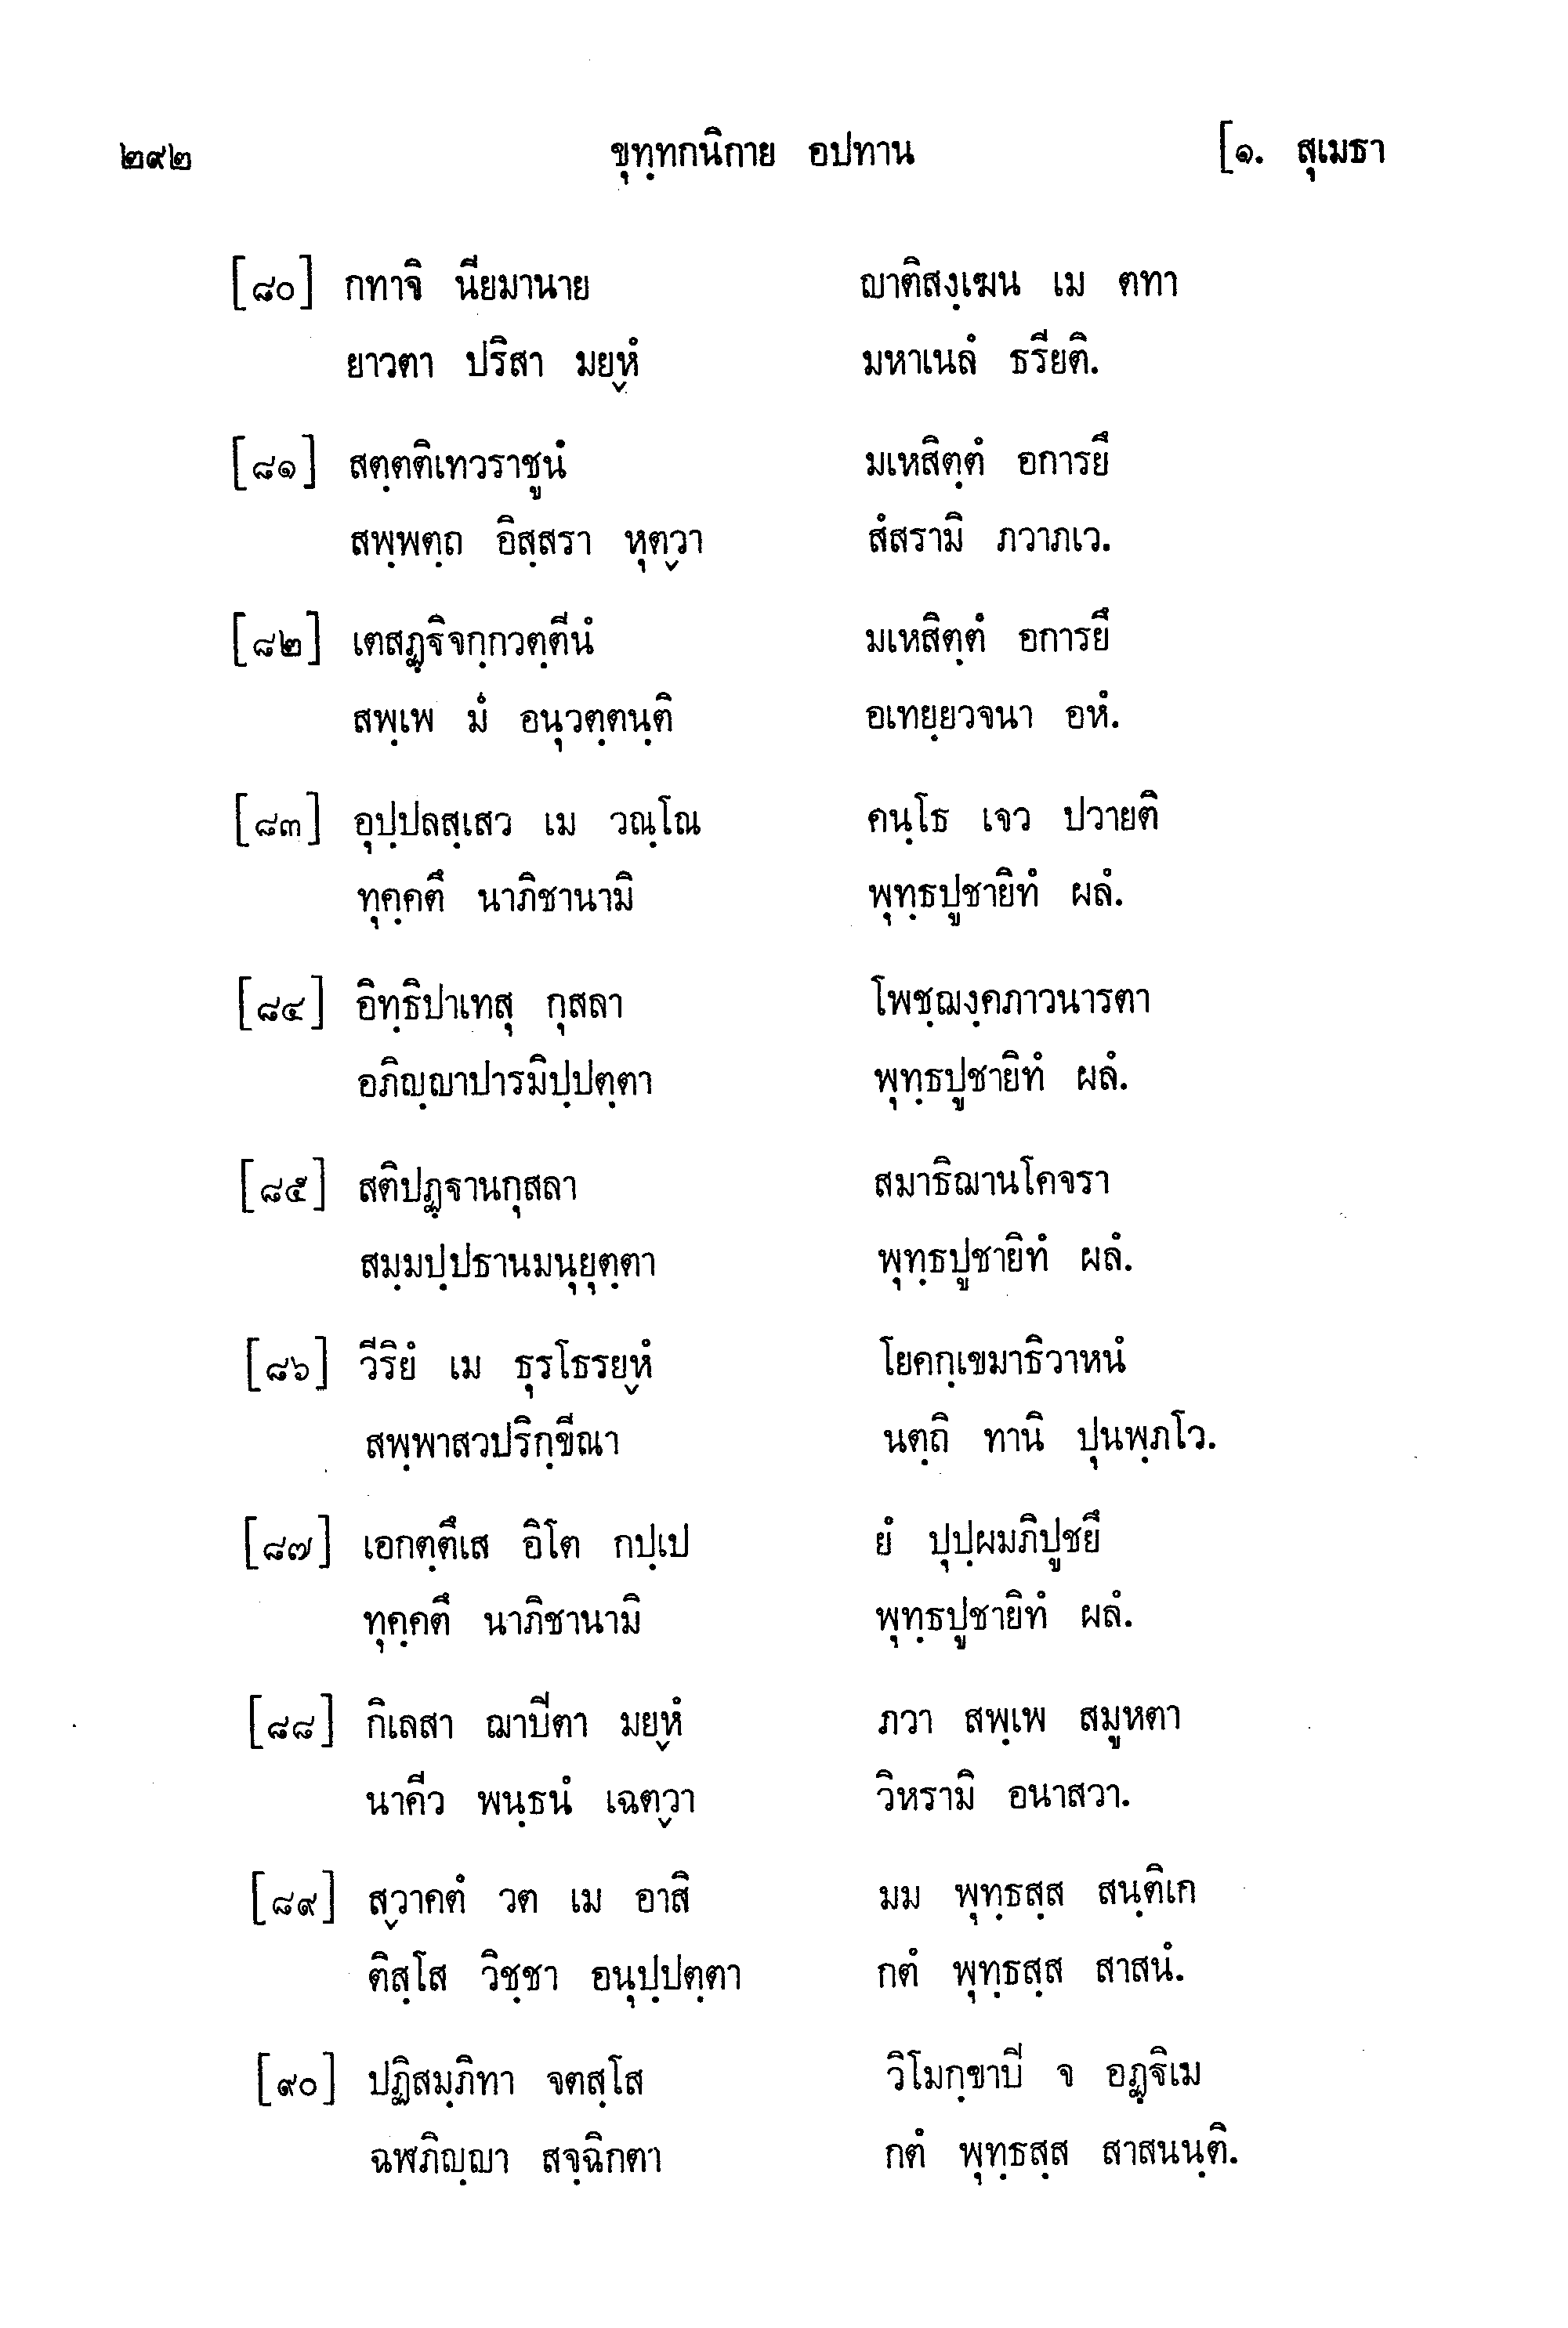 ๒๙๒ ขุทฺทกนิกาย อปทาน [๑. สุเมธา
[๘๐] กทาจิ นียมานาย ญาติสงฺเฆน เม ตทา
ยาวตา ปริสา มยฺหํ มหาเนลํ ธรียติ.
[๘๑] สตฺตติเทวราชูนํ มเหสิตฺตํ อการยึ
สพฺพตฺถ อิสฺสรา หุตฺวา สํสรามิ ภวาภเว.
[๘๒] เตสฏฺฐิจกฺกวตฺตีนํ มเหสิตฺตํ อการยึ
สพฺเพ มํ อนุวตฺตนฺติ อเทยฺยวจนา อหํ.
[๘๓] อุปฺปลสฺเสว เม วณฺโณ คนฺโธ เจว ปวายติ
ทุคฺคตึ นาภิชานามิ พุทฺธปูชายิทํ ผลํ.
[๘๔] อิทฺธิปาเทสุ กุสลา โพชฺฌงฺคภาวนารตา
อภิญฺญาปารมิปฺปตฺตา พุทฺธปูชายิทํ ผลํ.
[๘๕] สติปฏฺฐานกุสลา สมาธิฌานโคจรา
สมฺมปฺปธานมนุยุตฺตา พุทฺธปูชายิทํ ผลํ.
[๘๖] วีริยํ เม ธุรโธรยฺหํ โยคกฺเขมาธิวาหนํ
สพฺพาสวปริกฺขีณา นตฺถิ ทานิ ปุนพฺภโว.
[๘๗] เอกตฺตึเส อิโต กปฺเป ยํ ปุปฺผมภิปูชยึ
ทุคฺคตึ นาภิชานามิ พุทฺธปูชายิทํ ผลํ.
[๘๘] กิเลสา ฌาปีตา มยฺหํ ภวา สพฺเพ สมูหตา
นาคีว พนฺธนํ เฉตฺวา วิหรามิ อนาสวา.
[๘๙] สฺวาคตํ วต เม อาสิ มม พุทฺธสฺส สนฺติเก
ติสฺโส วิชฺชา อนุปฺปตฺตา กตํ พุทฺธสฺส สาสนํ.
[๙๐] ปฏิสมฺภิทา จตสฺโส วิโมกฺขาปี จ อฏฺฐิเม
ฉฬภิญฺญา สจฺฉิกตา กตํ พุทฺธสฺส สาสนนฺติ.